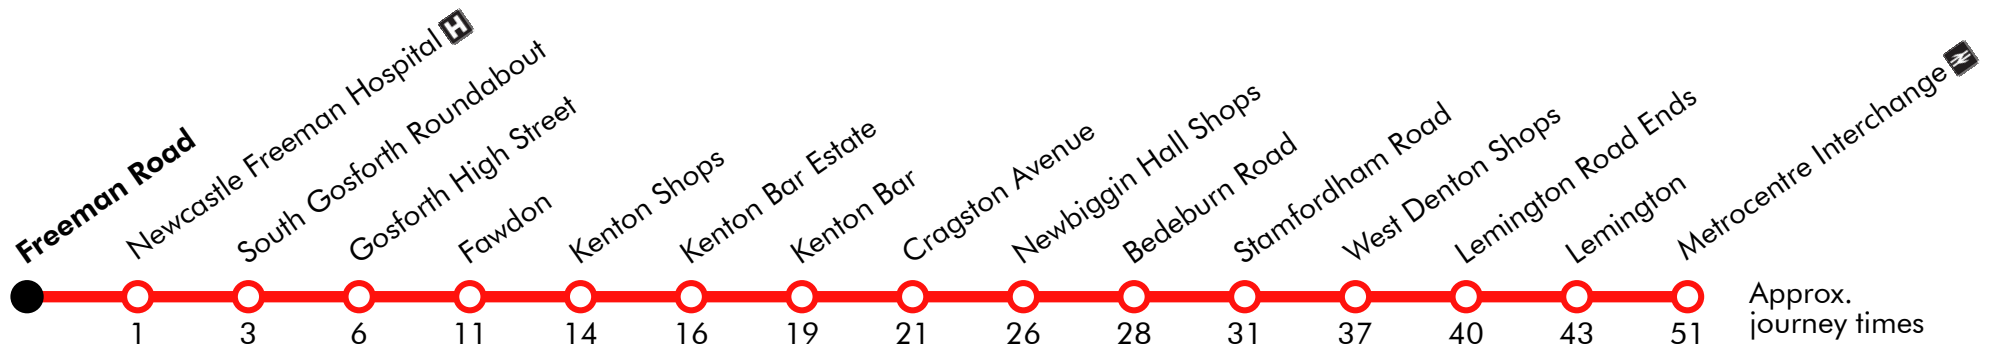 Freeman Road
Newcastle Freeman Hospital H
South Gosforth Roundabout
Gosforth High Street
Fawdon
Kenton Shops
Kenton Bar Estate
Kenton Bar
Cragston Avenue
Newbiggin Hall Shops
Bedeburn Road
Stamfordham Road
West Denton Shops
Lemington Road Ends
Lemington
Metrocentre Interchange
1 3 6 11 14 16 19 21 26 28 31 37 40 43 51
Approx.
journey times